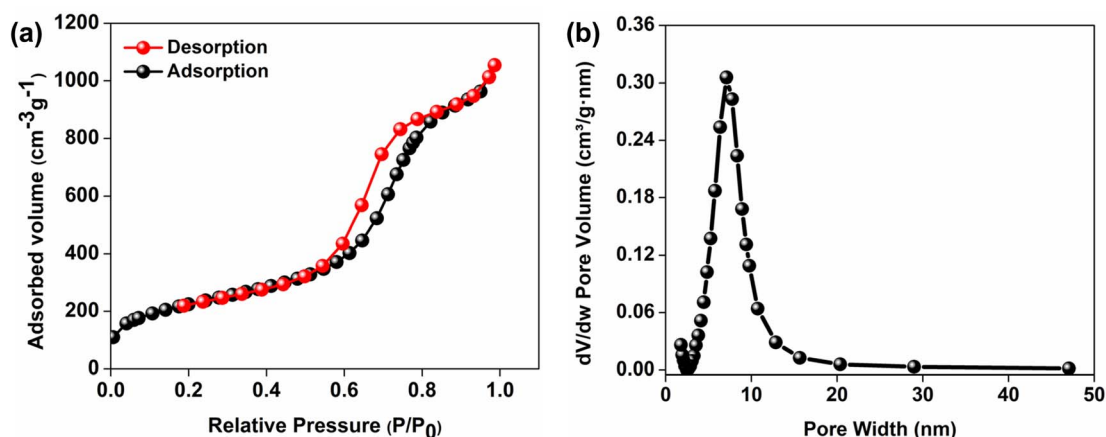 (a)
Desorption
Adsorption
Adsorbed volume (cm-3g-1)
1200
1000
800
600
400
200
0
0.0 0.2 0.4 0.6 0.8 1.0
Relative Pressure (P/P0)
(b)
dV/dw Pore Volume (cm³/g·nm)
0.36
0.30
0.24
0.18
0.12
0.06
0.00
0 10 20 30 40 50
Pore Width (nm)